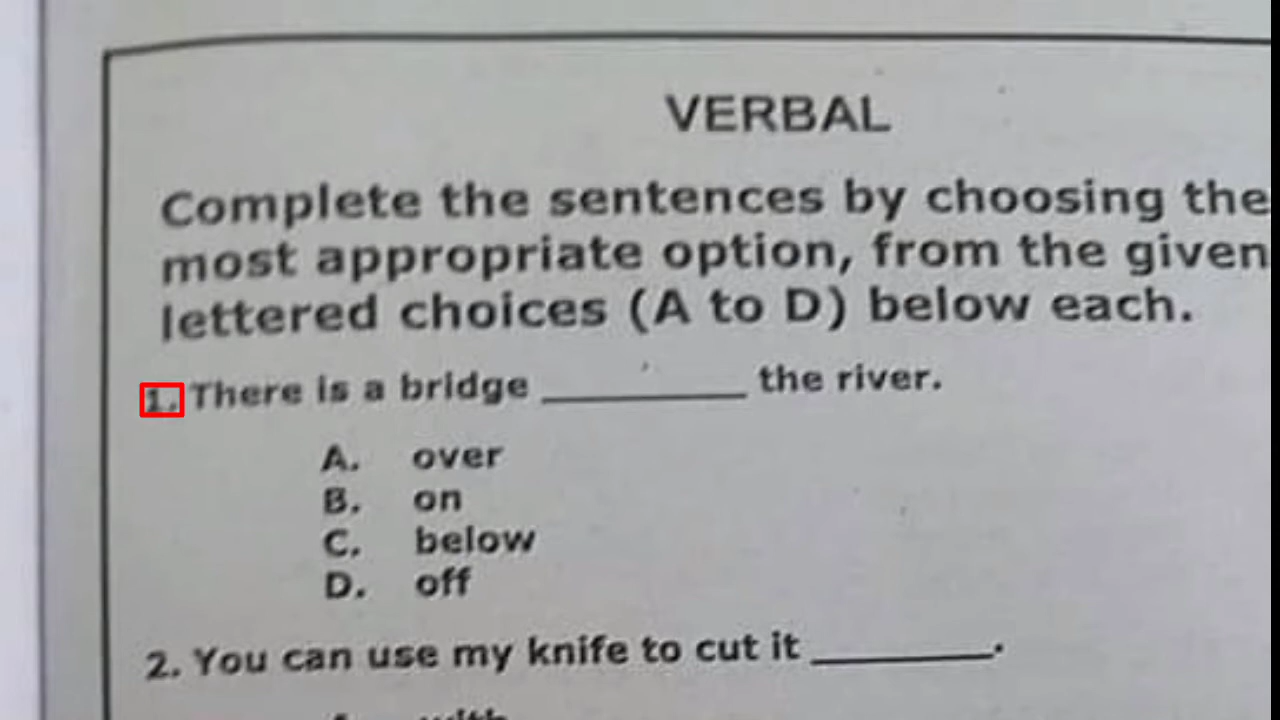 VERBAL
Complete the sentences by choosing the
most appropriate option, from the given
lettered choices (A to D) below each.
1. There is a bridge __________ the river.
A. over
B. on
C. below
D. off
2. You can use my knife to cut it _________.
A. with